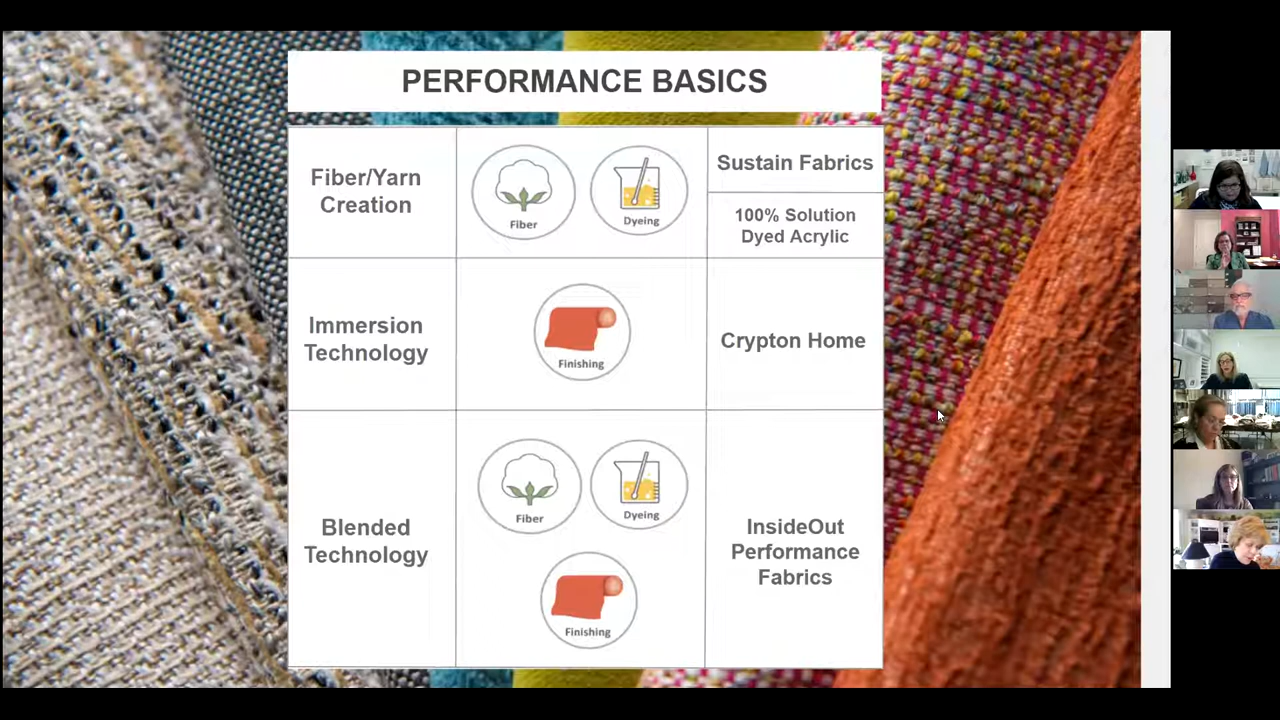 PERFORMANCE BASICS
Fiber/Yarn
Creation
Fiber
Dyeing
Sustain Fabrics
100% Solution
Dyed Acrylic
Immersion
Technology
Finishing
Crypton Home
Blended
Technology
Fiber
Dyeing
Finishing
InsideOut
Performance
Fabrics